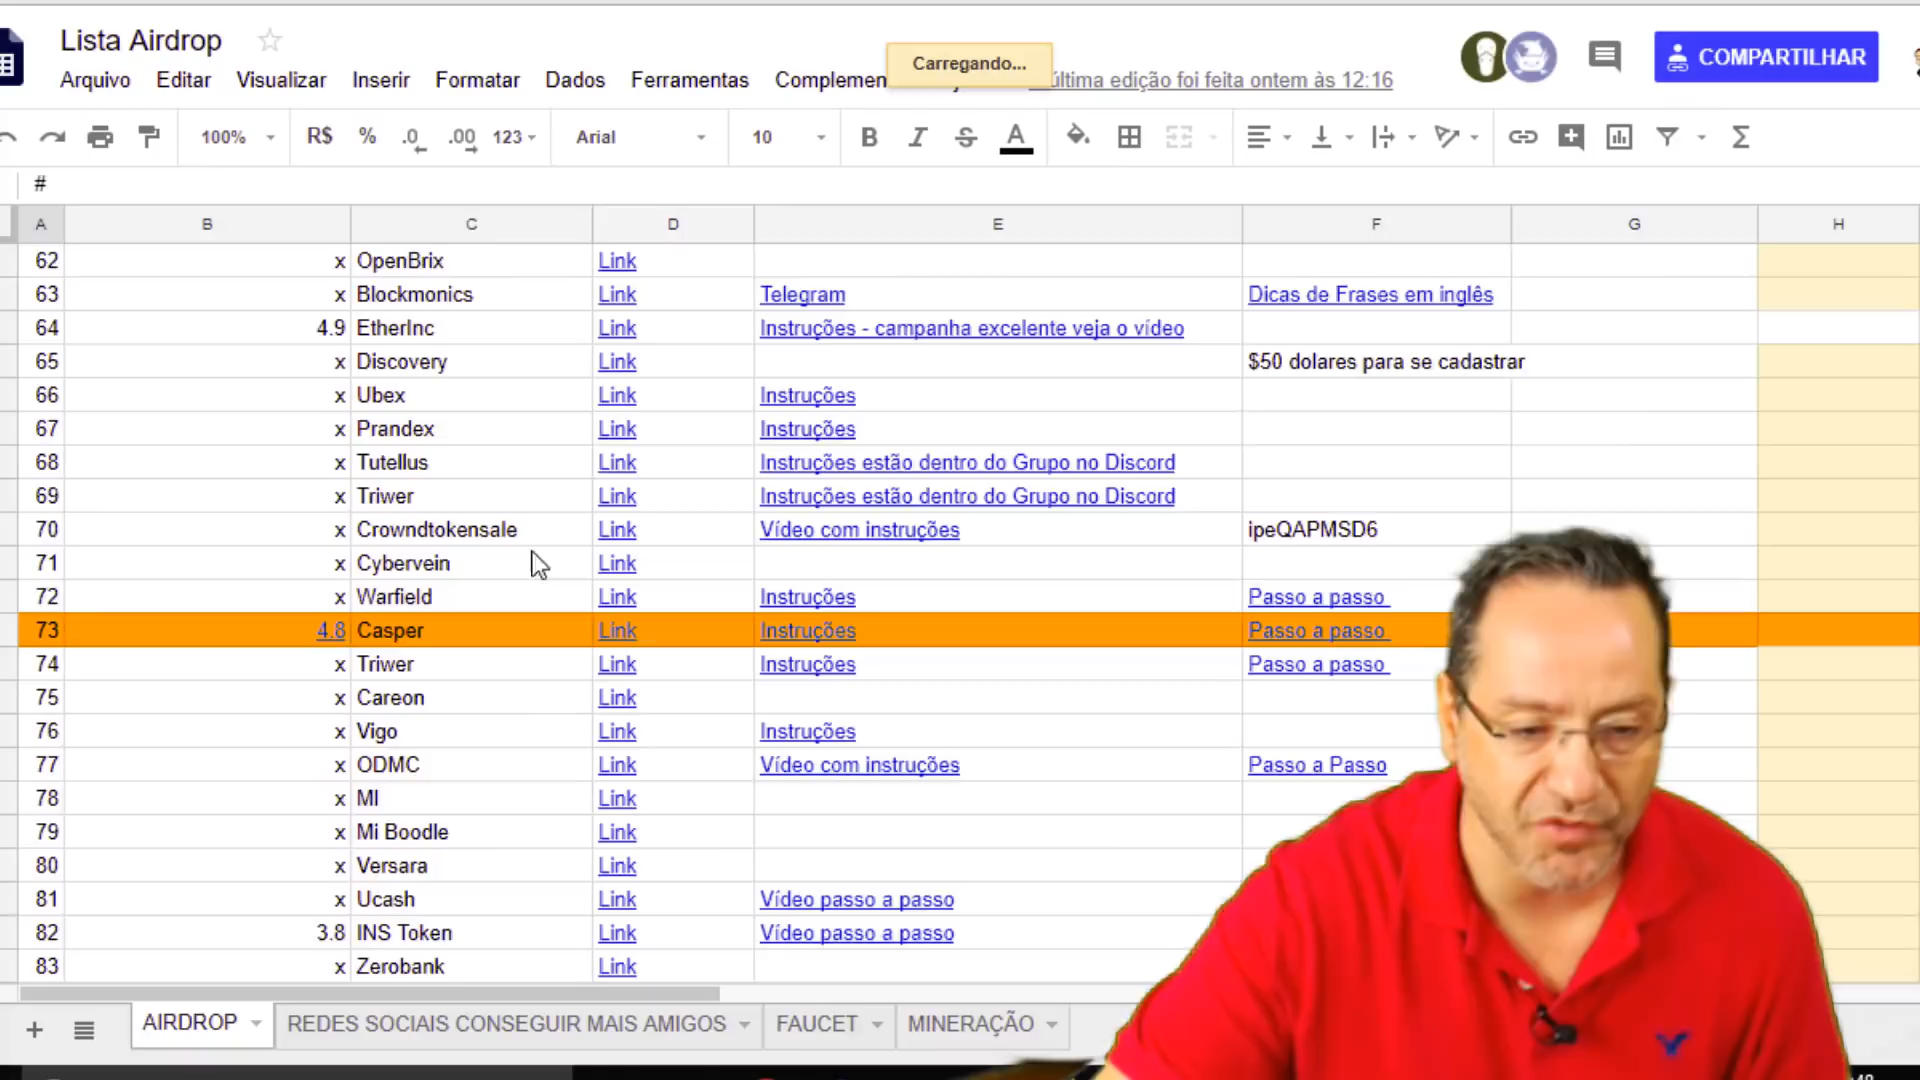 Lista Airdrop
Carregando...
COMPARTILHAR
Arquivo Editar Visualizar Inserir Formatar Dados Ferramentas Complemen última edição foi feita ontem às 12:16
100% R$ % .0 .00 123 Arial 10 B I S A Σ
#
A B C D E F G H
62 x OpenBrix Link
63 x Blockmonics Link Telegram Dicas de Frases em inglês
64 4.9 EtherInc Link Instruções - campanha excelente veja o vídeo
65 x Discovery Link $50 dolares para se cadastrar
66 x Ubex Link Instruções
67 x Prandex Link Instruções
68 x Tutellus Link Instruções estão dentro do Grupo no Discord
69 x Triwer Link Instruções estão dentro do Grupo no Discord
70 x Crowndtokensale Link Vídeo com instruções ipeQAPMSD6
71 x Cybervein Link
72 x Warfield Link Instruções Passo a passo
73 4.8 Casper Link Instruções Passo a passo
74 x Triwer Link Instruções Passo a passo
75 x Careon Link
76 x Vigo Link Instruções
77 x ODMC Link Vídeo com instruções Passo a Passo
78 x MI Link
79 x Mi Boodle Link
80 x Versara Link
81 x Ucash Link Vídeo passo a passo
82 3.8 INS Token Link Vídeo passo a passo
83 x Zerobank Link
AIRDROP REDES SOCIAIS CONSEGUIR MAIS AMIGOS FAUCET MINERAÇÃO